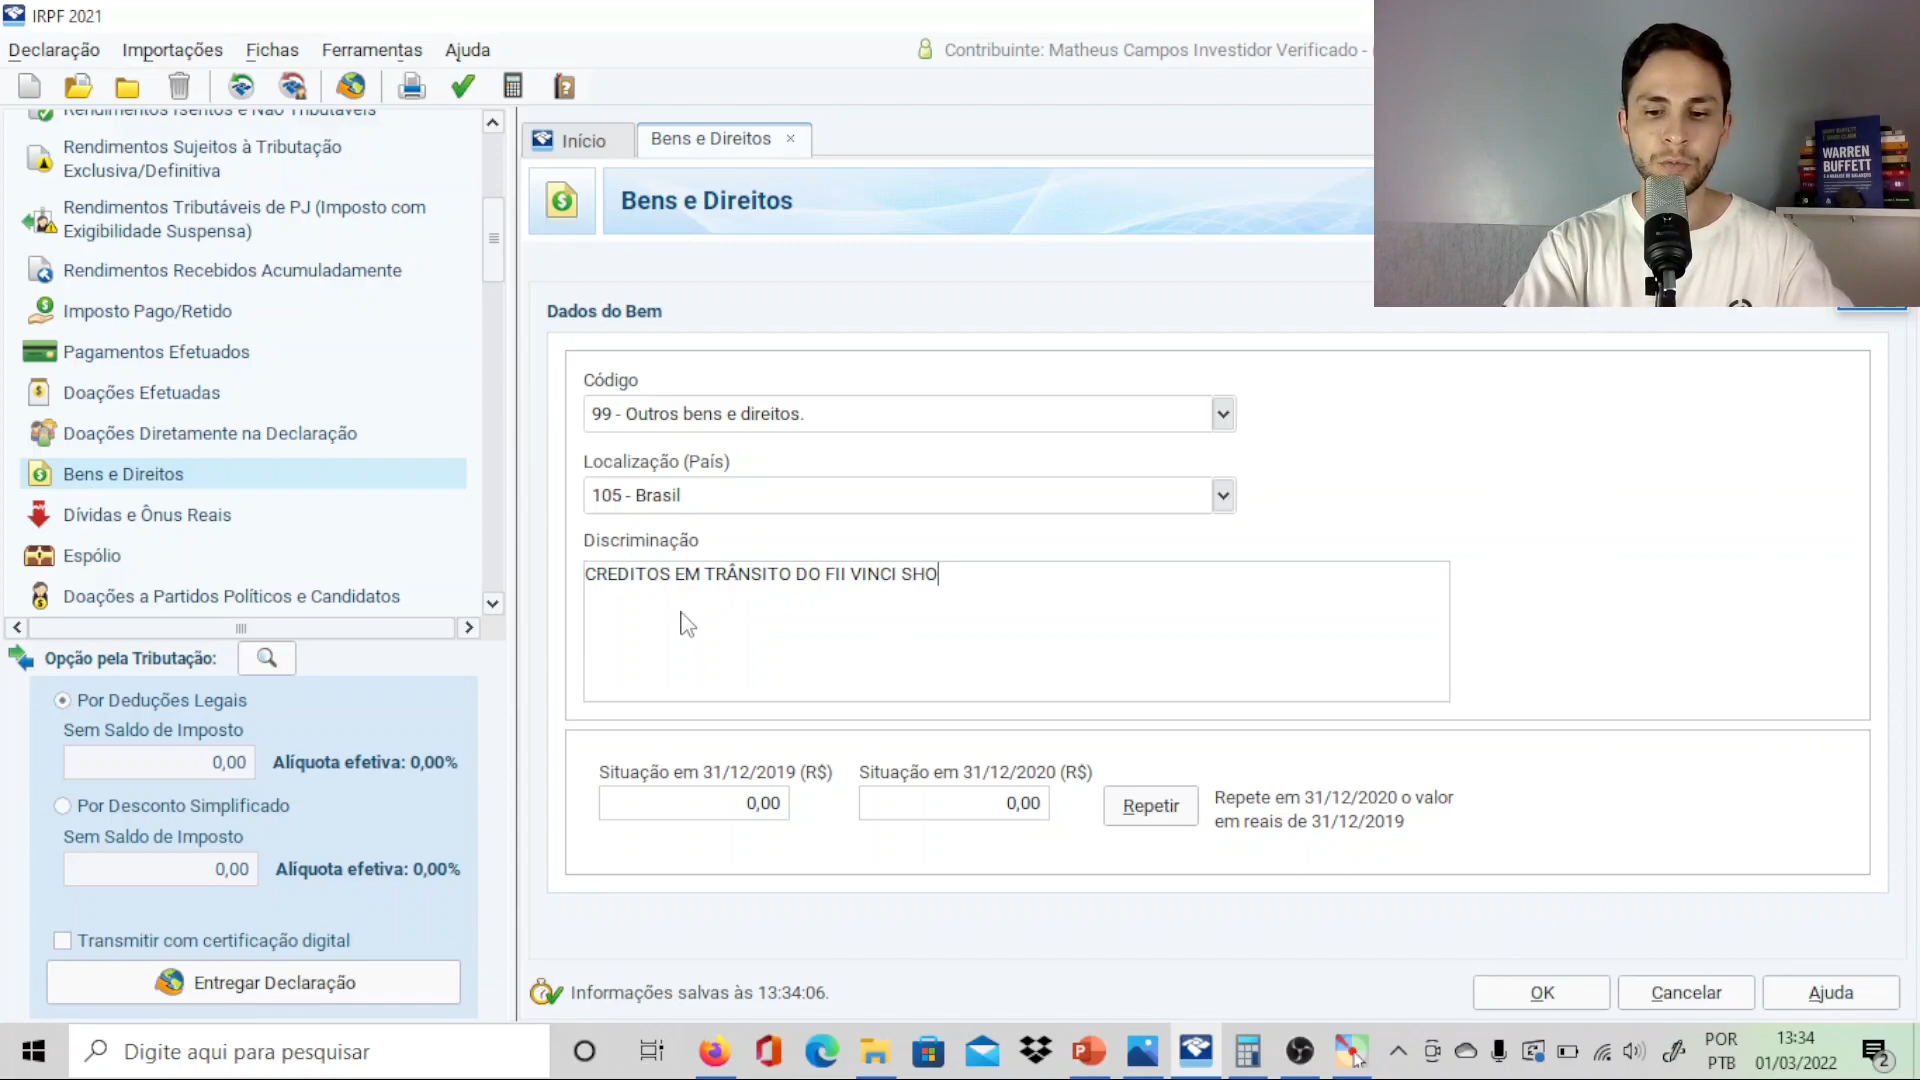 IRPF 2021
Declaração Importações Fichas Ferramentas Ajuda
Contribuinte: Matheus Campos Investidor Verificado -
Rendimentos Isentos e Não Tributáveis
Rendimentos Sujeitos à Tributação
Exclusiva/Definitiva
Rendimentos Tributáveis de PJ (Imposto com
Exigibilidade Suspensa)
Rendimentos Recebidos Acumuladamente
Imposto Pago/Retido
Pagamentos Efetuados
Doações Efetuadas
Doações Diretamente na Declaração
Bens e Direitos
Dívidas e Ônus Reais
Espólio
Doações a Partidos Políticos e Candidatos
Opção pela Tributação:
Por Deduções Legais
Sem Saldo de Imposto
0,00 Alíquota efetiva: 0,00%
Por Desconto Simplificado
Sem Saldo de Imposto
0,00 Alíquota efetiva: 0,00%
Transmitir com certificação digital
Entregar Declaração
Início Bens e Direitos
Bens e Direitos
Dados do Bem
Código
99 - Outros bens e direitos.
Localização (País)
105 - Brasil
Discriminação
CREDITOS EM TRÂNSITO DO FII VINCI SHO
Situação em 31/12/2019 (R$) Situação em 31/12/2020 (R$)
0,00 0,00 Repetir
Repete em 31/12/2020 o valor
em reais de 31/12/2019
Informações salvas às 13:34:06.
OK Cancelar Ajuda
WARREN
BUFFETT
Digite aqui para pesquisar
POR
PTB
13:34
01/03/2022
2